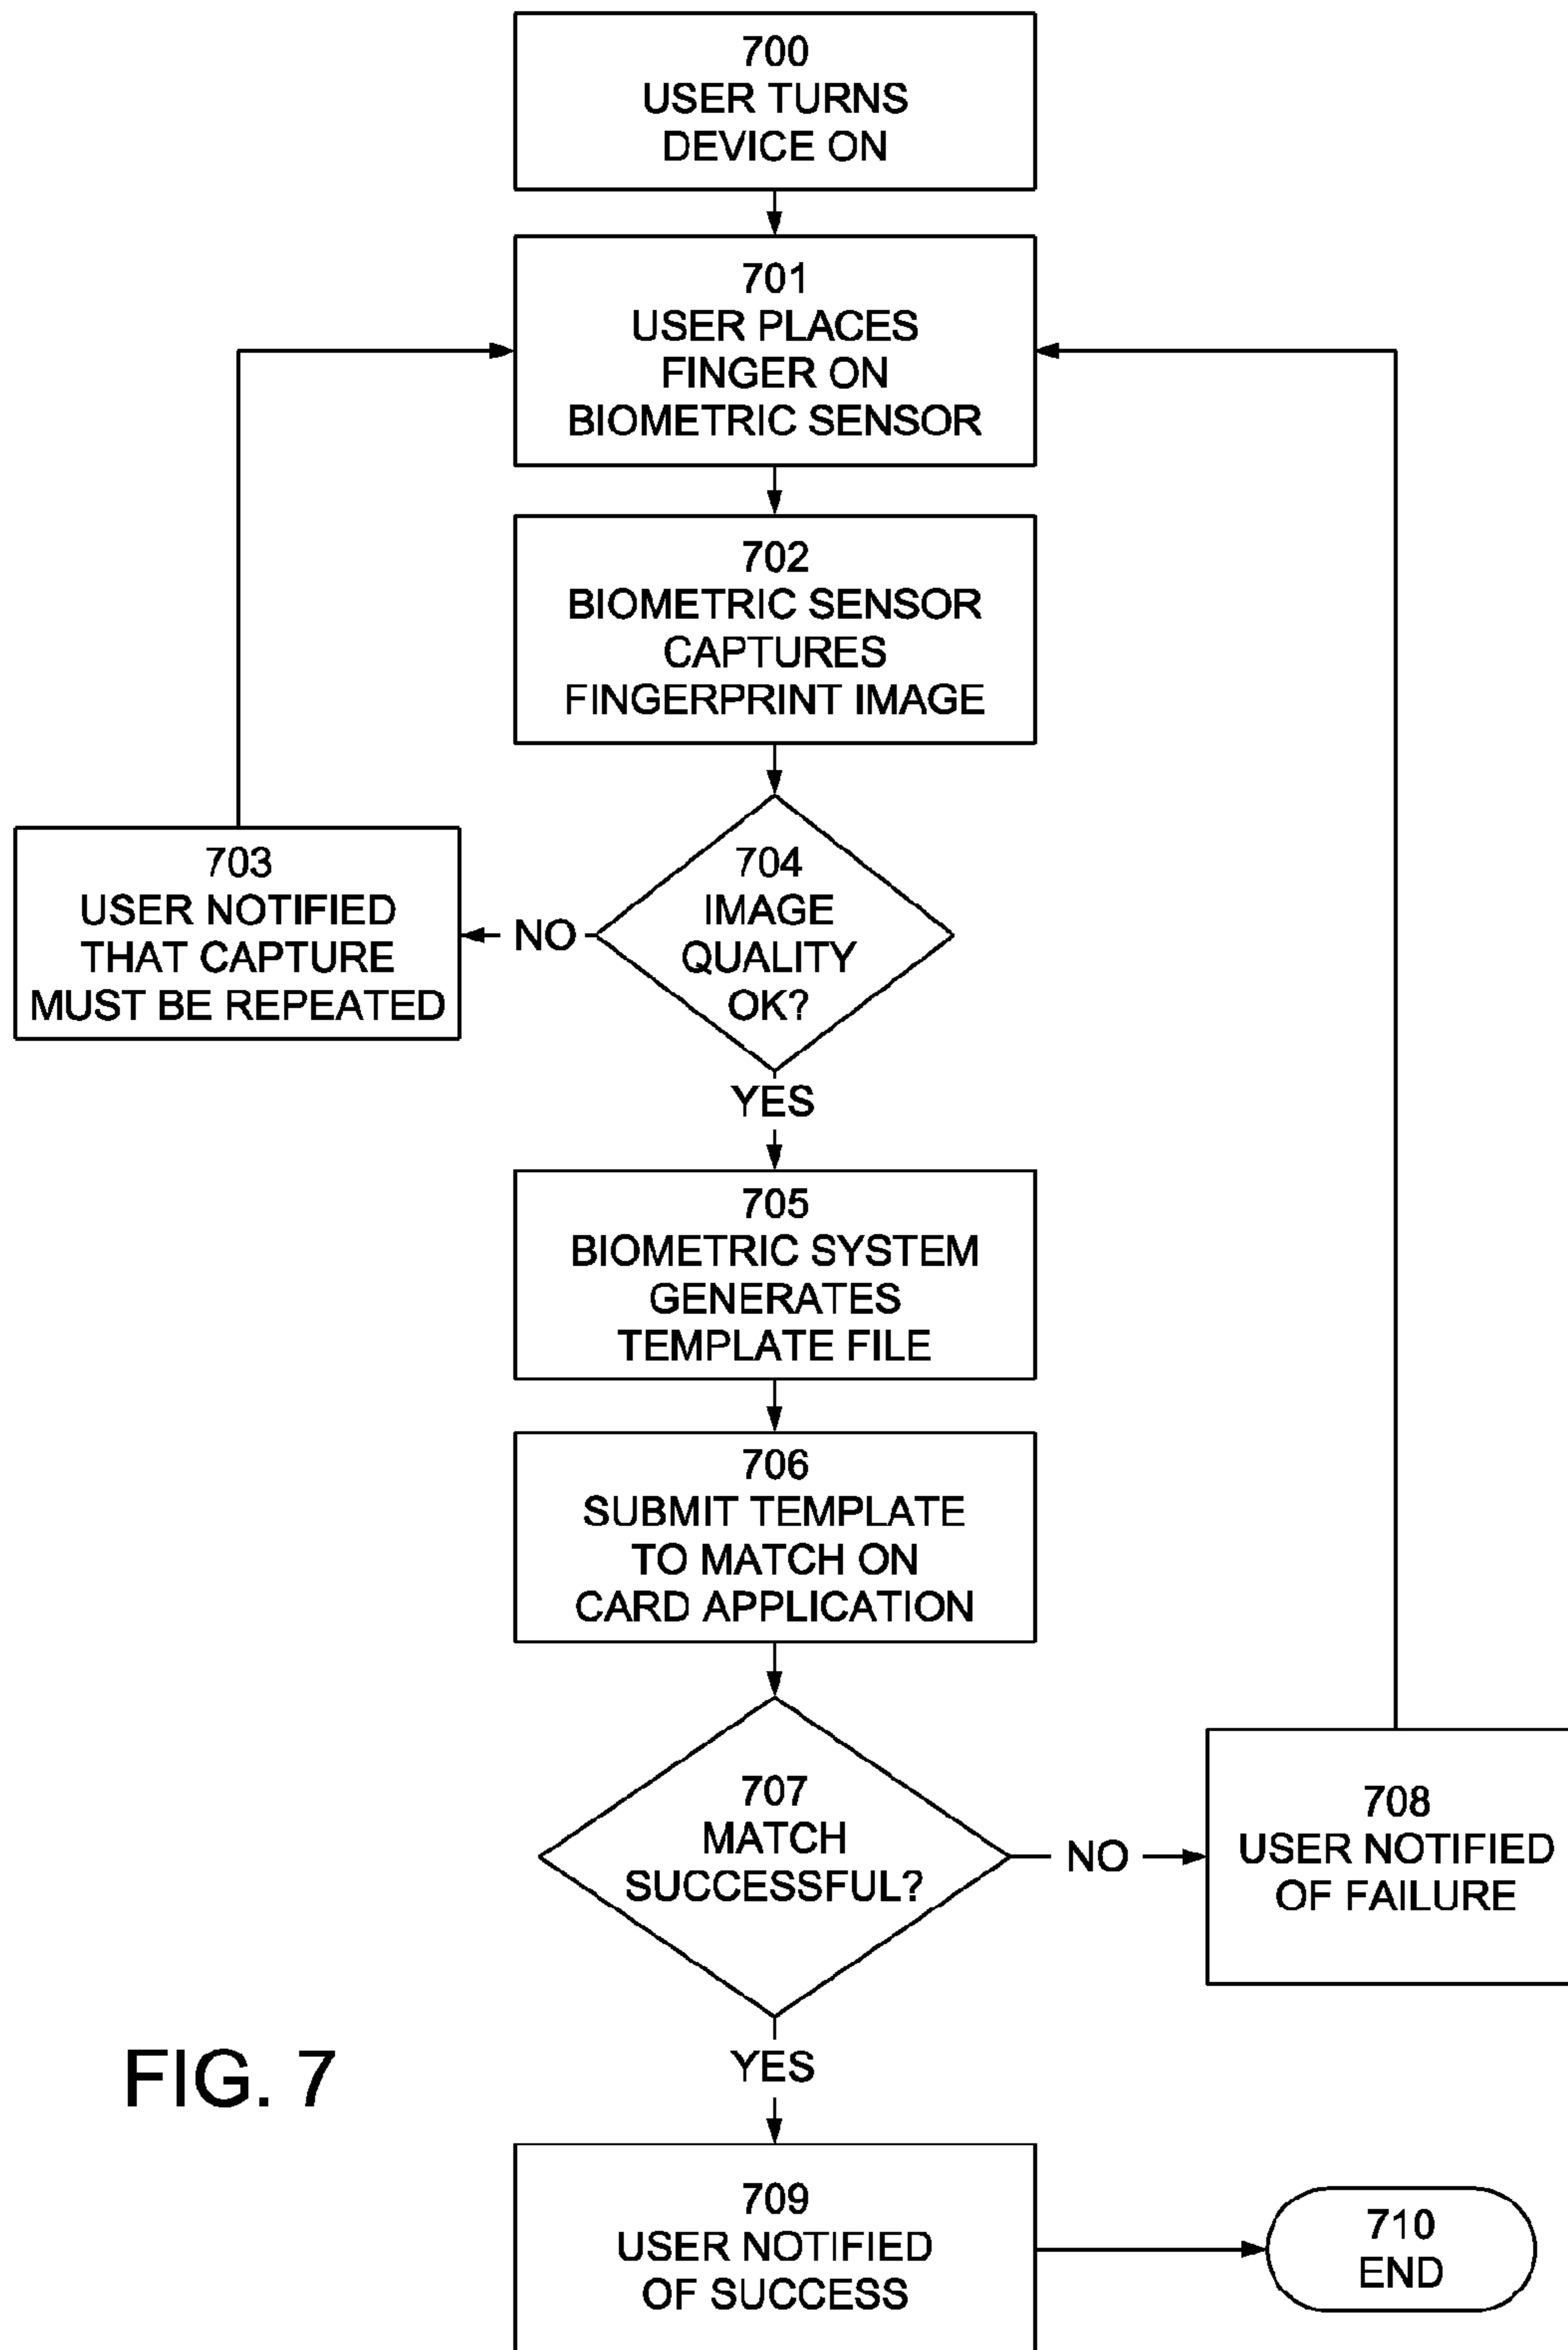 700
USER TURNS
DEVICE ON
701
USER PLACES
FINGER ON
BIOMETRIC SENSOR
702
BIOMETRIC SENSOR
CAPTURES
FINGERPRINT IMAGE
703
USER NOTIFIED
THAT CAPTURE
MUST BE REPEATED
NO
704
IMAGE
QUALITY
OK?
YES
705
BIOMETRIC SYSTEM
GENERATES
TEMPLATE FILE
706
SUBMIT TEMPLATE
TO MATCH ON
CARD APPLICATION
707
MATCH
SUCCESSFUL?
NO
708
USER NOTIFIED
OF FAILURE
YES
FIG. 7
709
USER NOTIFIED
OF SUCCESS
710
END